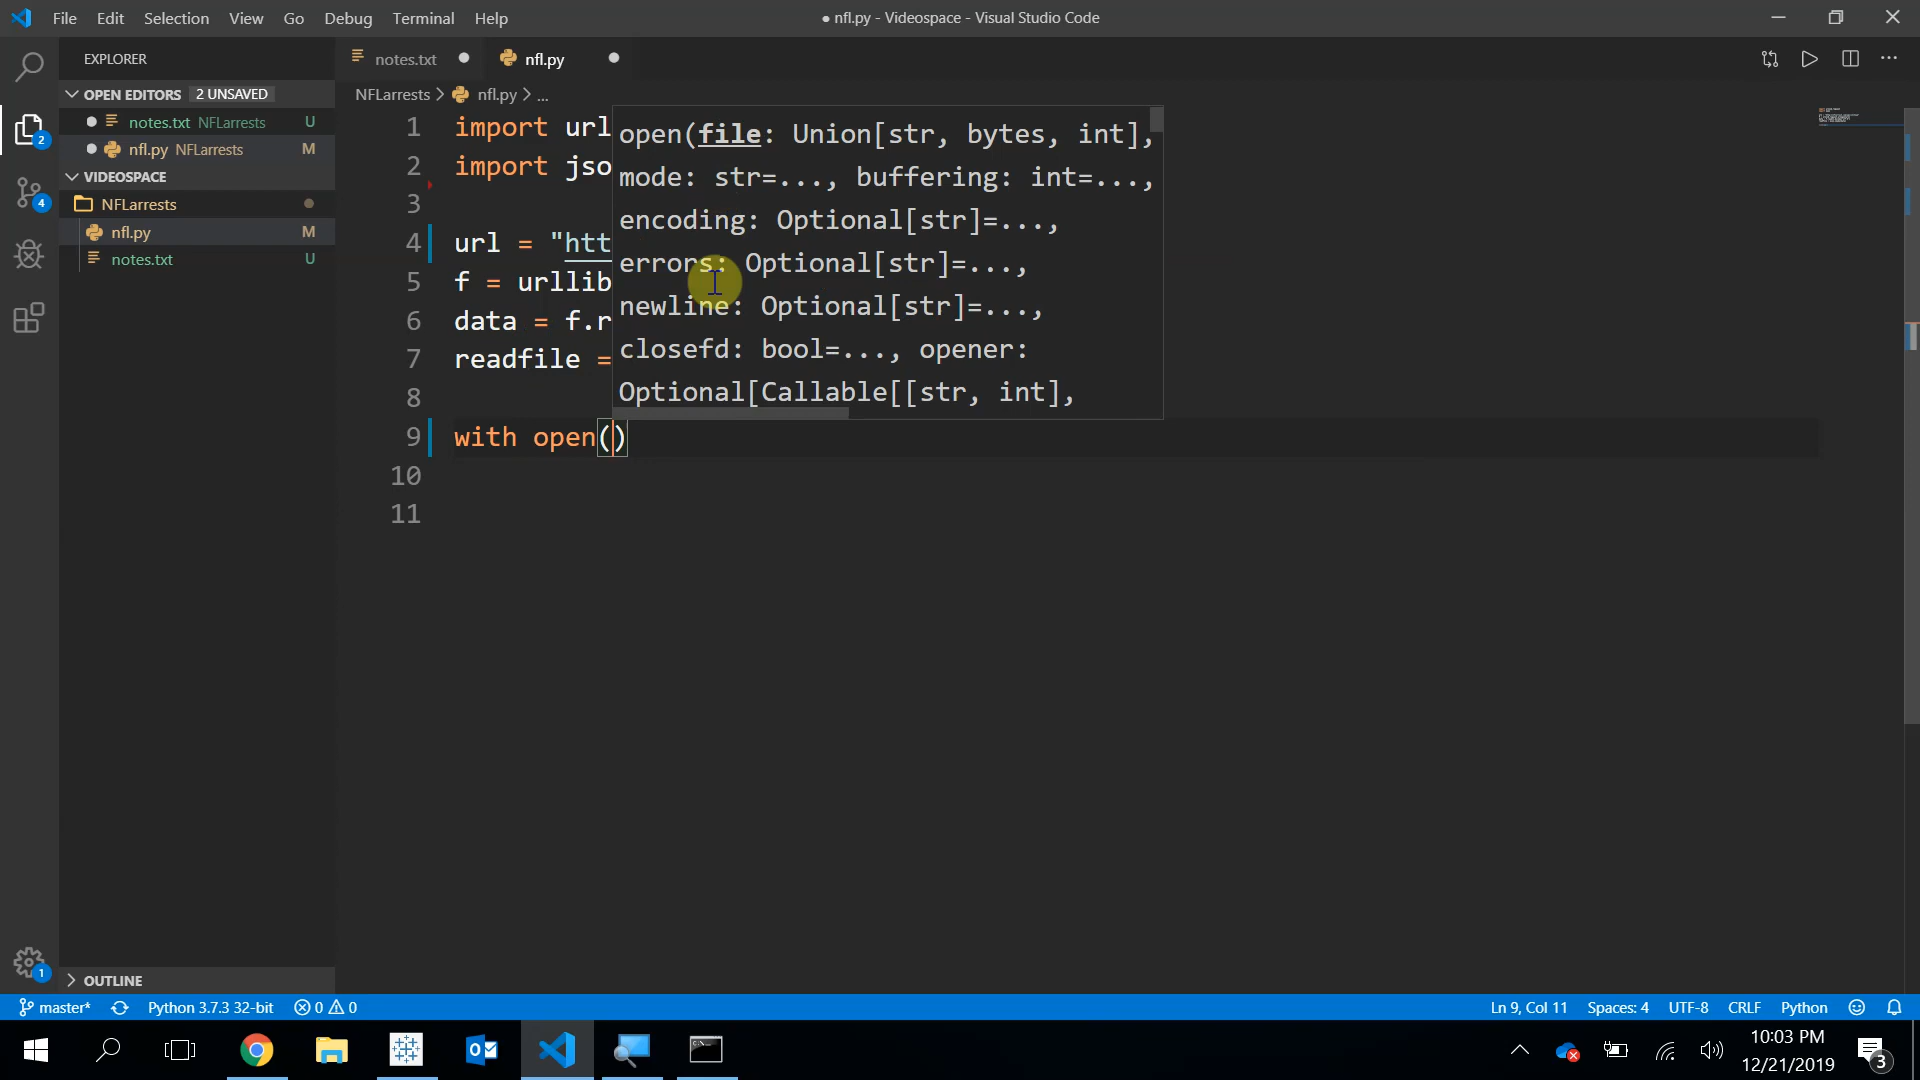 File Edit Selection View Go Debug Terminal Help
● nfl.py - Videospace - Visual Studio Code
EXPLORER
notes.txt
nfl.py
OPEN EDITORS 2 UNSAVED
NFLarrests > nfl.py > ...
notes.txt NFLarrests U
nfl.py NFLarrests M
VIDEOSPACE
NFLarrests
nfl.py M
notes.txt U
1 import url
2 import jso
3
4 url = "htt
5 f = urllib
6 data = f.r
7 readfile =
8
9 with open()
10
11
open(file: Union[str, bytes, int],
mode: str=..., buffering: int=...,
encoding: Optional[str]=...,
errors: Optional[str]=...,
newline: Optional[str]=...,
closefd: bool=..., opener:
Optional[Callable[[str, int],
2
4
1
OUTLINE
master* Python 3.7.3 32-bit 0 0
Ln 9, Col 11 Spaces: 4 UTF-8 CRLF Python
10:03 PM
12/21/2019
3